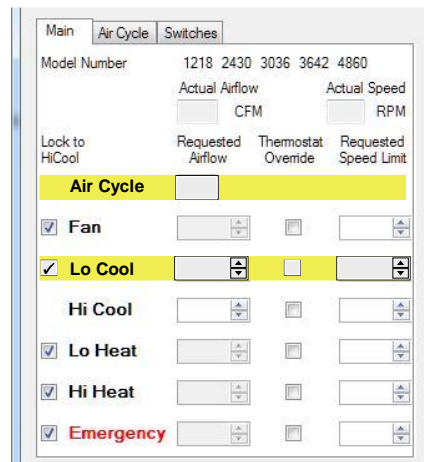 Main Air Cycle Switches
Model Number 1218 2430 3036 3642 4860
Actual Airflow Actual Speed
CFM RPM
Lock to Requested Thermostat Requested
HiCool Airflow Override Speed Limit
Air Cycle
Fan
Lo Cool
Hi Cool
Lo Heat
Hi Heat
Emergency